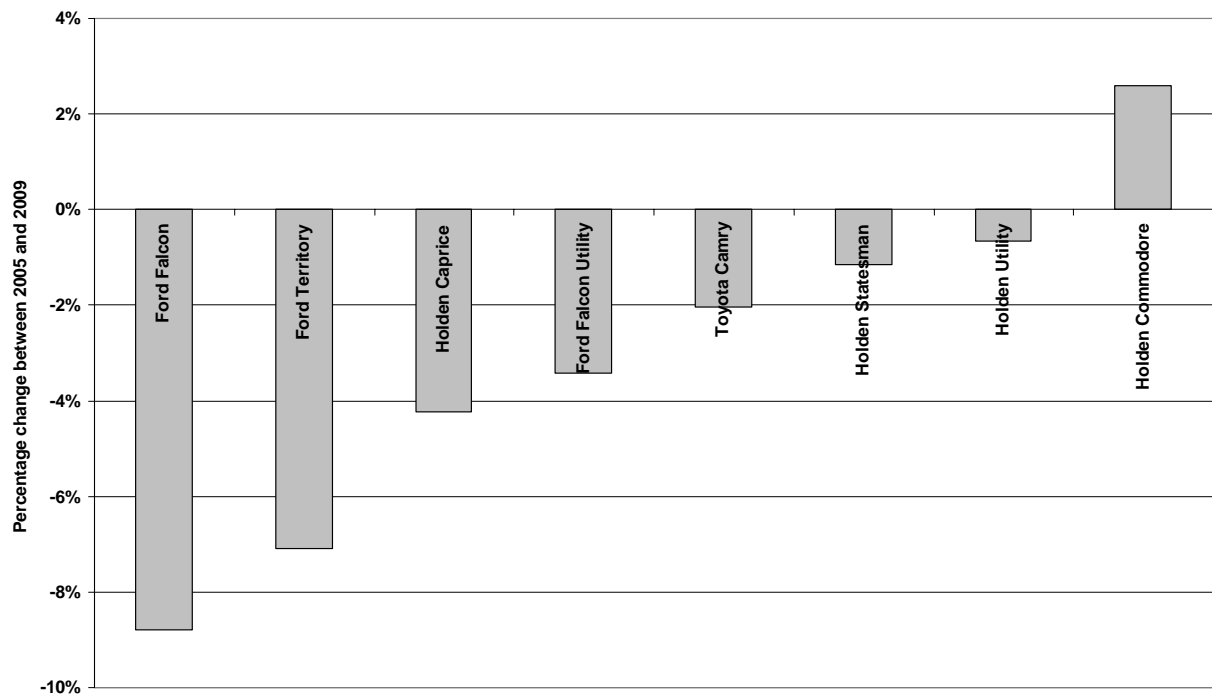 4%
2%
0%
-2%
-4%
-6%
-8%
-10%
Percentage change between 2005 and 2009
Ford Falcon
Ford Territory
Holden Caprice
Ford Falcon Utility
Toyota Camry
Holden Statesman
Holden Utility
Holden Commodore